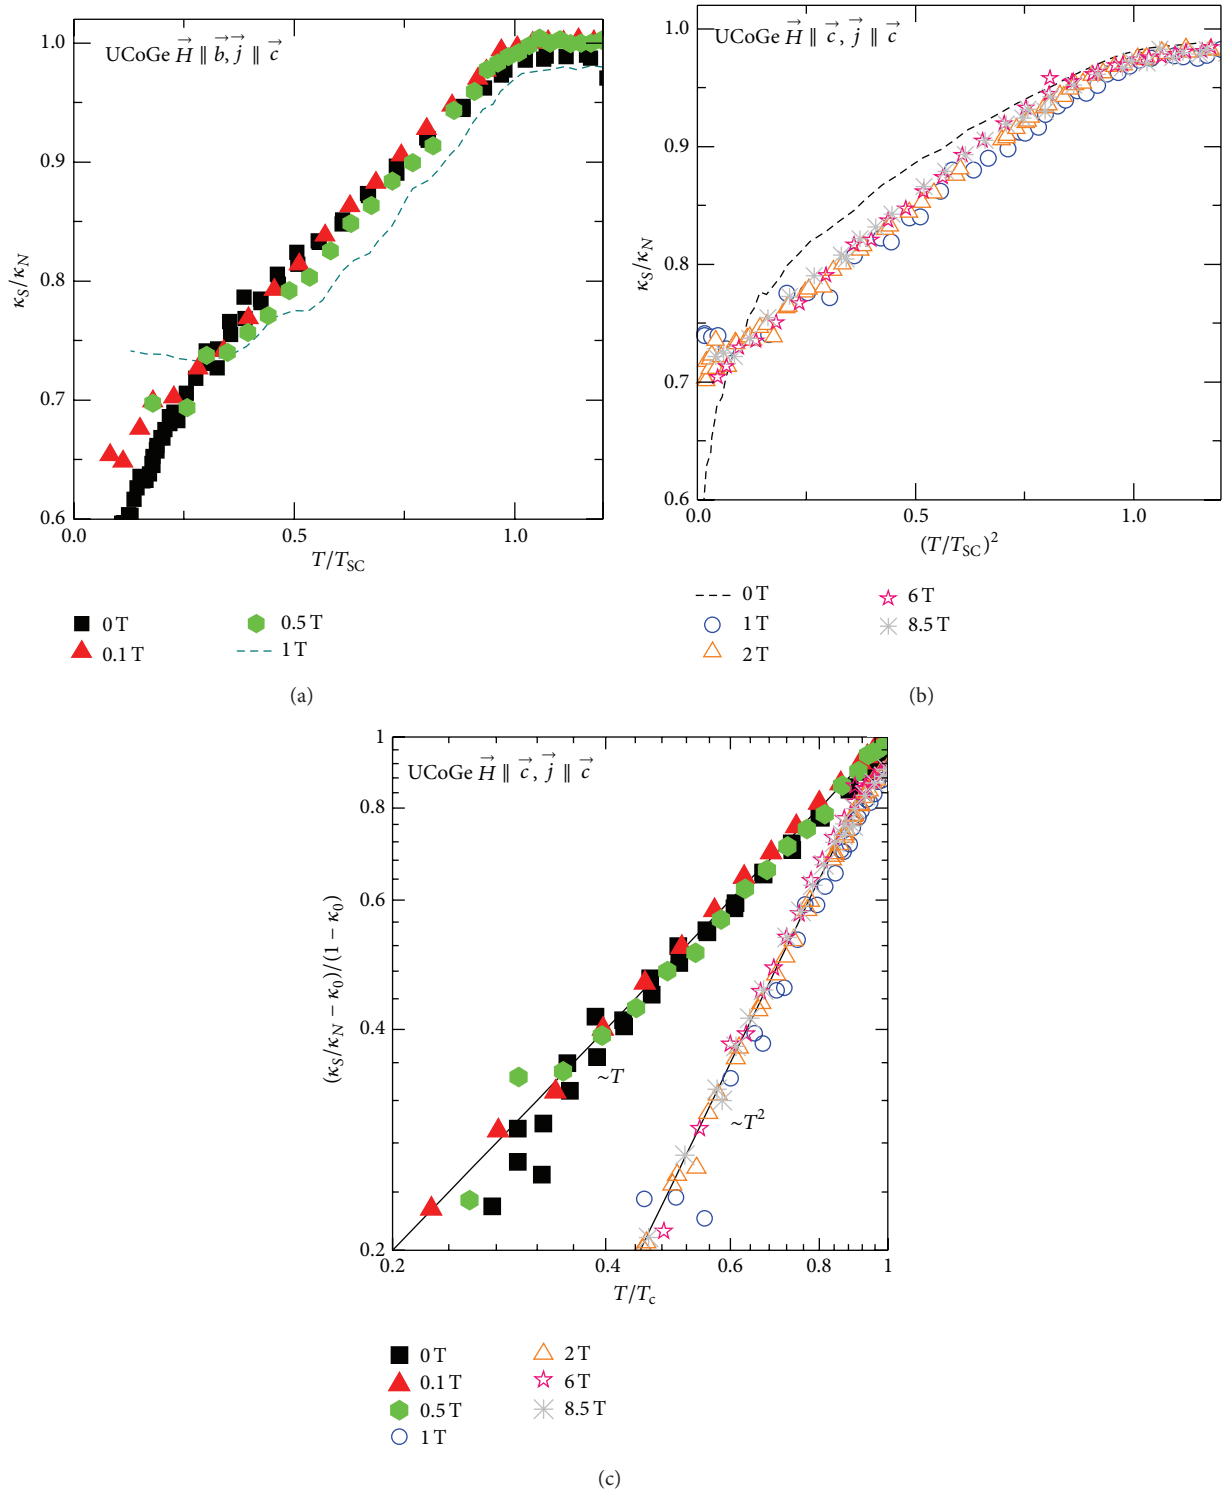 UCoGe H⃗ ∥ b⃗, j⃗ ∥ c⃗
κS/κN
1.0
0.9
0.8
0.7
0.6
0.0
0.5
1.0
T/TSC
0 T
0.1 T
0.5 T
1 T
(a)
UCoGe H⃗ ∥ c⃗, j⃗ ∥ c⃗
κS/κN
1.0
0.9
0.8
0.7
0.6
0.0
0.5
1.0
(T/TSC)²
0 T
1 T
2 T
6 T
8.5 T
(b)
UCoGe H⃗ ∥ c⃗, j⃗ ∥ c⃗
(κS/κN − κ0)/(1 − κ0)
1
0.8
0.6
0.4
0.2
~T
~T²
0.2
0.4
0.6
0.8
1
T/Tc
0 T
0.1 T
0.5 T
1 T
2 T
6 T
8.5 T
(c)